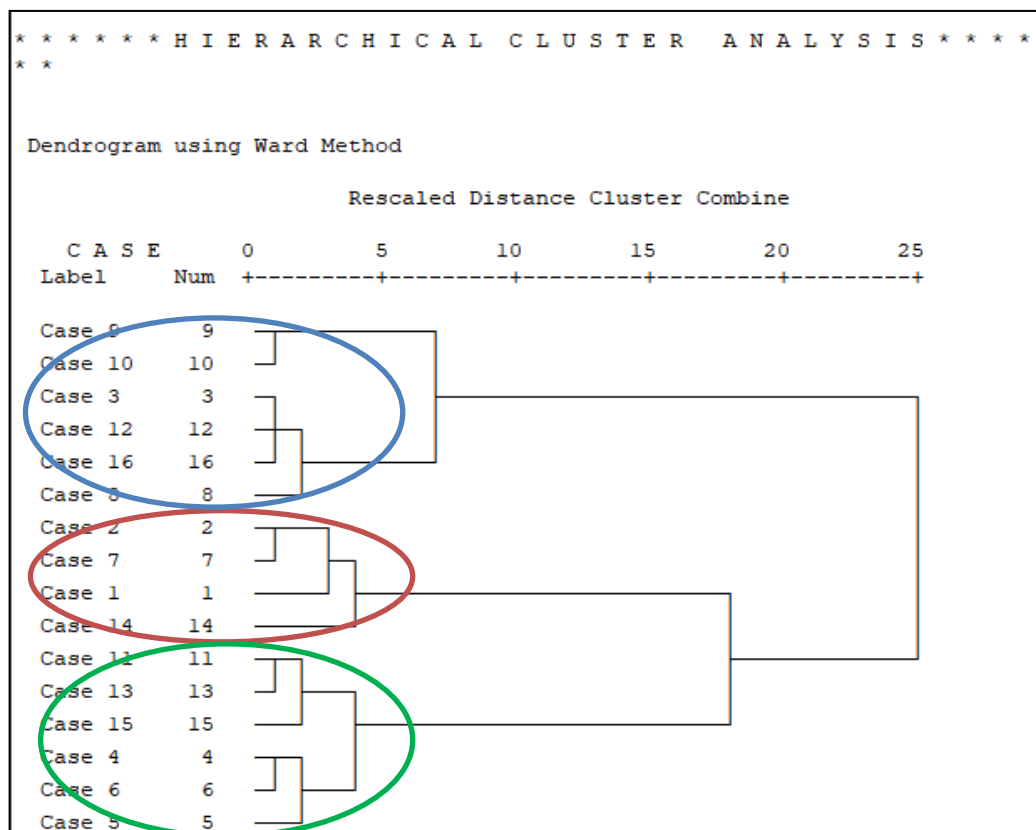 * * * * * * H I E R A R C H I C A L   C L U S T E R   A N A L Y S I S * * * *
* *
Dendrogram using Ward Method
Rescaled Distance Cluster Combine
C A S E      0         5        10        15        20        25
Label     Num  +---------+---------+---------+---------+---------+
Case 9      9
Case 10    10
Case 3      3
Case 12    12
Case 16    16
Case 8      8
Case 2      2
Case 7      7
Case 1      1
Case 14    14
Case 11    11
Case 13    13
Case 15    15
Case 4      4
Case 6      6
Case 5      5